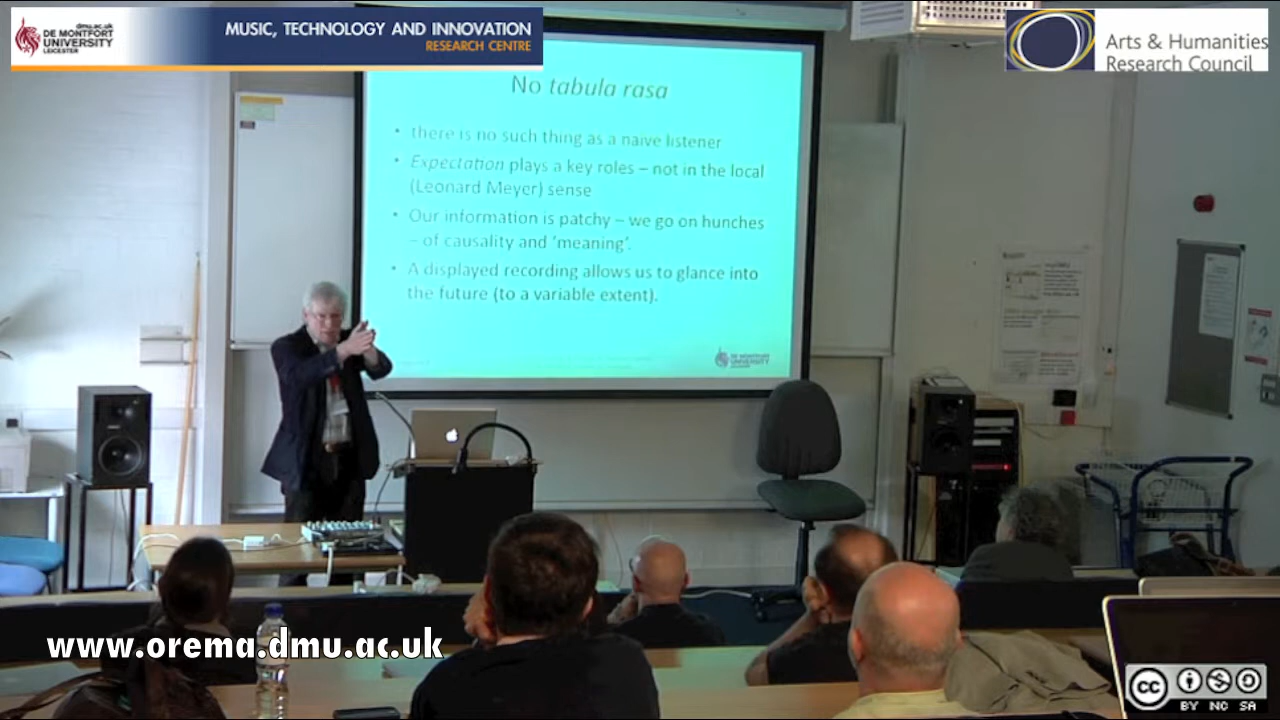 dmu.ac.uk
DE MONTFORT
UNIVERSITY
LEICESTER
MUSIC, TECHNOLOGY AND INNOVATION
RESEARCH CENTRE
Arts & Humanities
Research Council
No tabula rasa
• there is no such thing as a naive listener
• Expectation plays a key roles – not in the local
(Leonard Meyer) sense
• Our information is patchy – we go on hunches
– of causality and 'meaning'.
• A displayed recording allows us to glance into
the future (to a variable extent).
DE MONTFORT
UNIVERSITY
www.orema.dmu.ac.uk
cc
BY NC SA